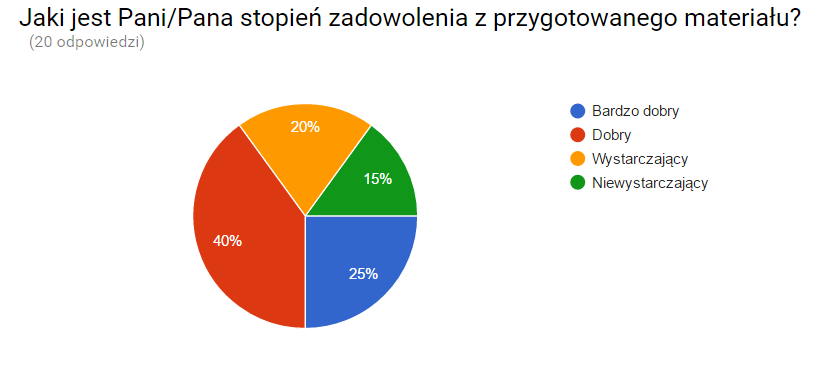 Jaki jest Pani/Pana stopień zadowolenia z przygotowanego materiału?
(20 odpowiedzi)
20%
15%
40%
25%
Bardzo dobry
Dobry
Wystarczający
Niewystarczający